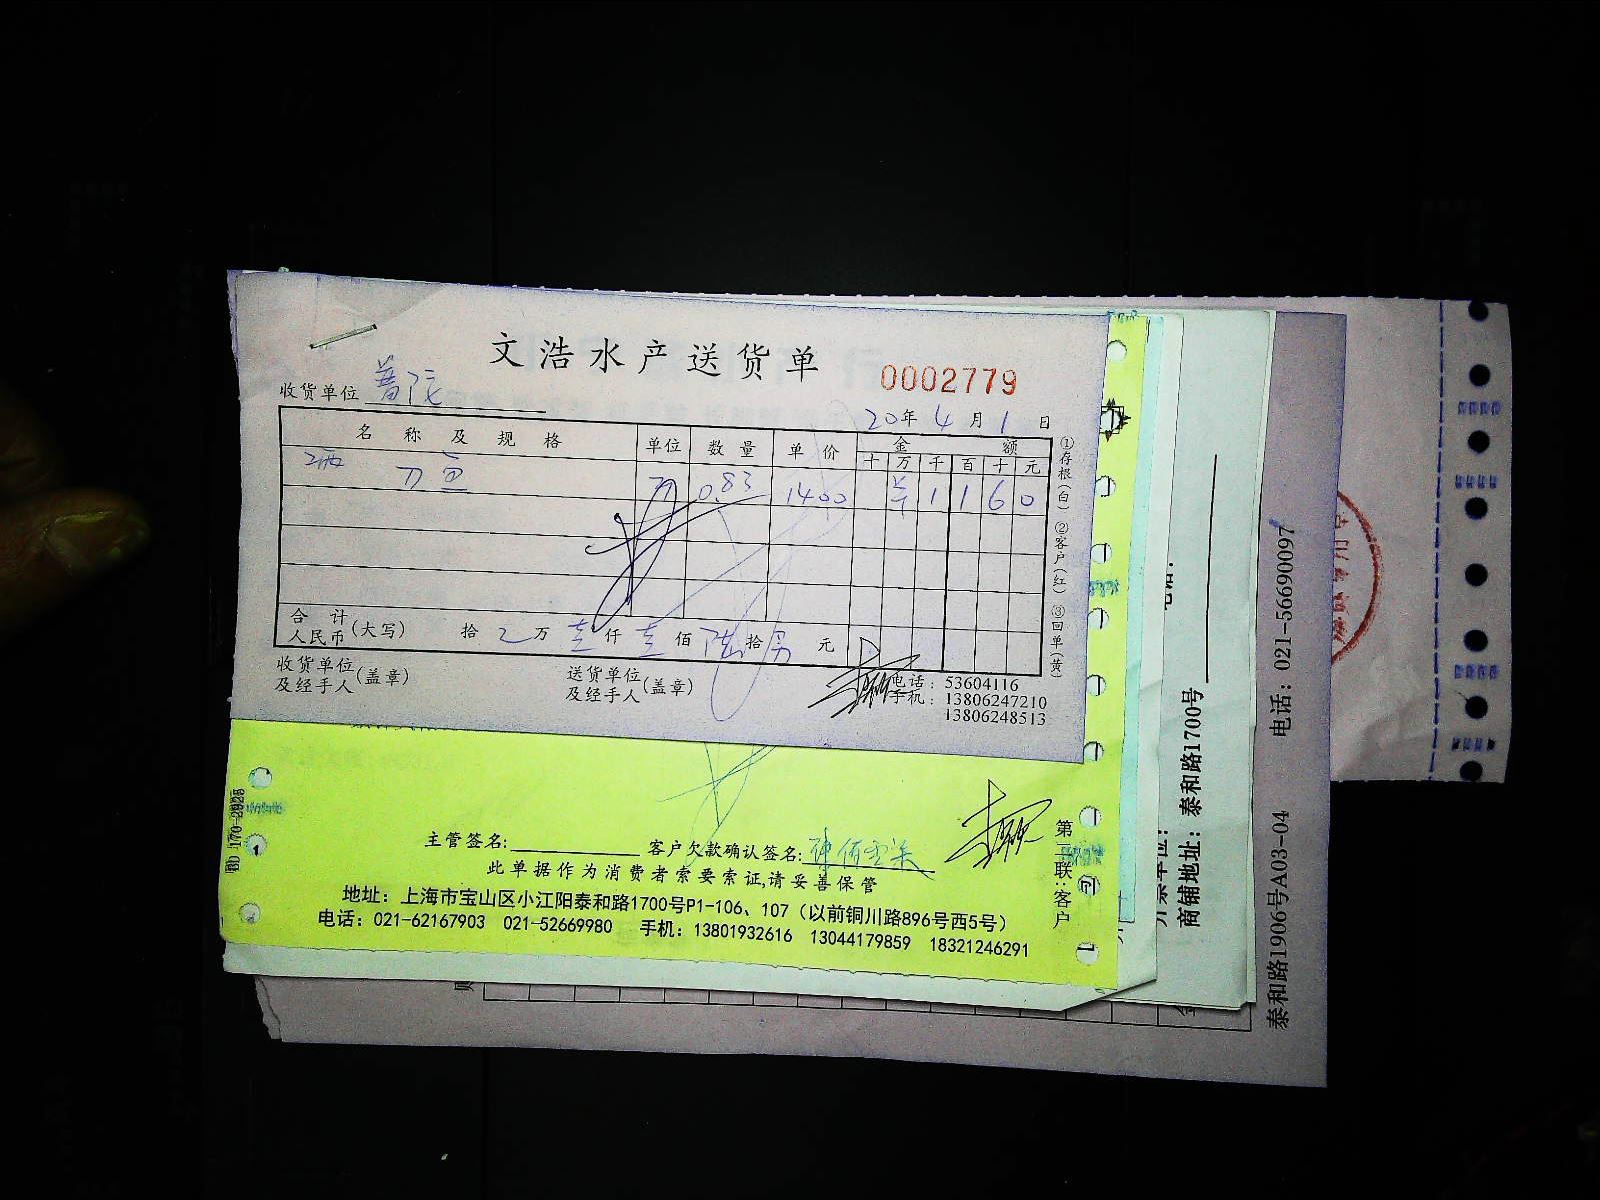 文浩水产送货单
0002779
收货单位 普陀
20年4月1日
名称及规格 单位 数量 单价 金额
十 万 千 百 十 元
刀鱼 0.83 1400 1 1 6 0
合计
人民币(大写) 拾 万 壹 仟 壹 佰 陆 拾 元
收货单位
及经手人(盖章)
送货单位
及经手人(盖章)
电话:53604116
手机:13806247210
13806248513
①存根(白) ②客户(红) ③回单(黄)
主管签名: 客户欠款确认签名:
此单据作为消费者索要索证,请妥善保管
地址:上海市宝山区小江阳泰和路1700号P1-106、107(以前铜川路896号西5号)
电话:021-62167903 021-52669980 手机:13801932616 13044179859 18321246291
第二联:客户
商铺地址:泰和路1700号
泰和路1906号A03-04 电话:021-56690097